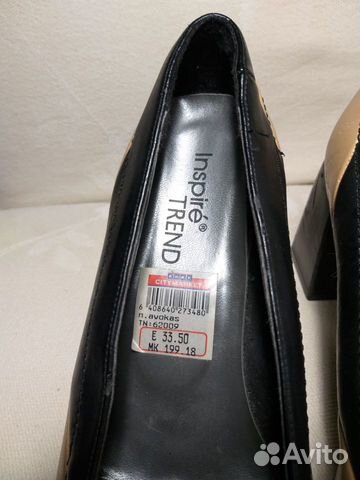 Inspiré®
TREND
CITYMARKET
6 408640 273480
n.avokas
TN:62009
E 33.50
MK 199.18
Avito